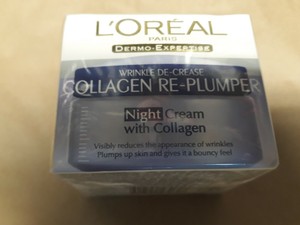 L'ORÉAL
PARIS
DERMO-EXPERTISE
WRINKLE DE-CREASE
COLLAGEN RE-PLUMPER
Night Cream
with Collagen
Visibly reduces the appearance of wrinkles
Plumps up skin and gives it a bouncy feel